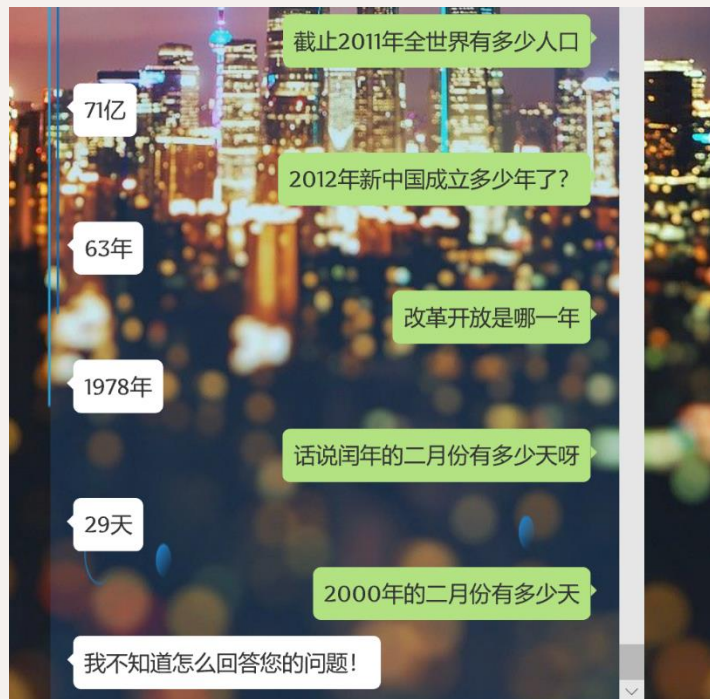 截止2011年全世界有多少人口
71亿
2012年新中国成立多少年了?
63年
改革开放是哪一年
1978年
话说闰年的二月份有多少天呀
29天
2000年的二月份有多少天
我不知道怎么回答您的问题!